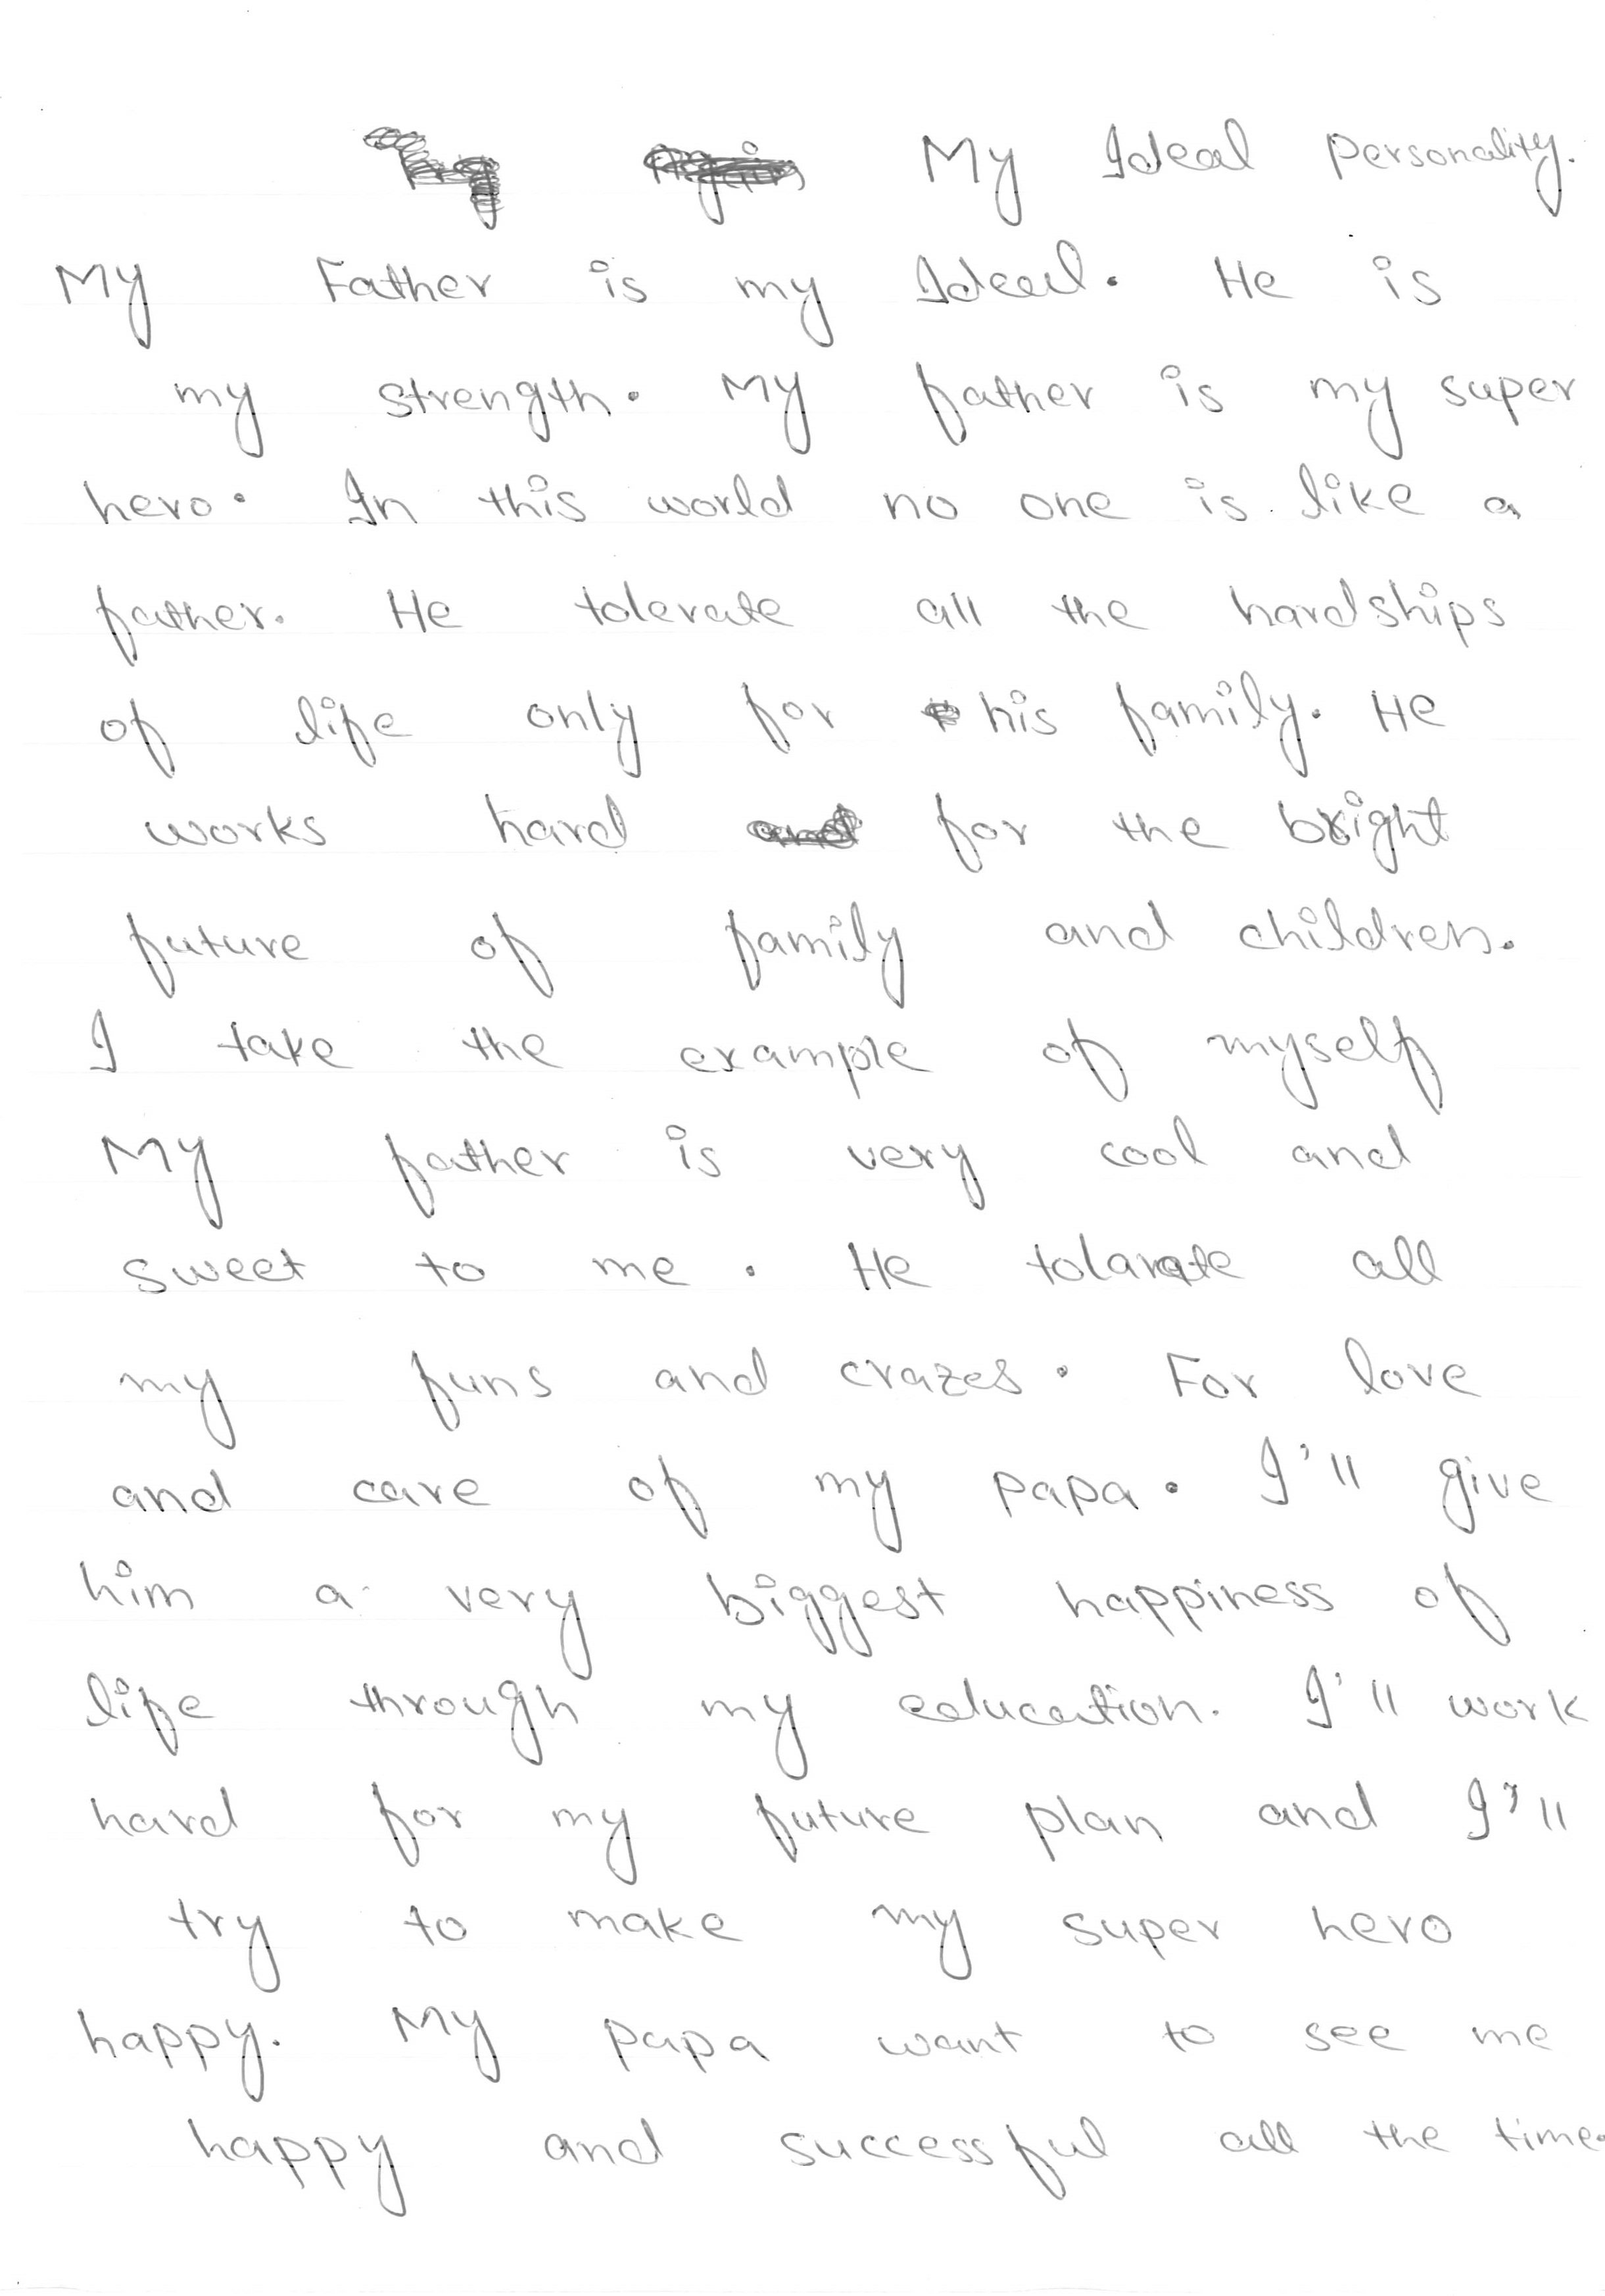 My Ideal Personality.
My Father is my Ideal. He is
my strength. My father is my super
hero. In this world no one is like a
father. He tolerate all the hardships
of life only for his family. He
works hard for the bright
future of family and children.
I take the example of myself
My father is very cool and
sweet to me. He tolarate all
my funs and crazes. For love
and care of my papa. I'll give
him a very biggest happiness of
life through my education. I'll work
hard for my future plan and I'll
try to make my super hero
happy. My papa want to see me
happy and successful all the time.